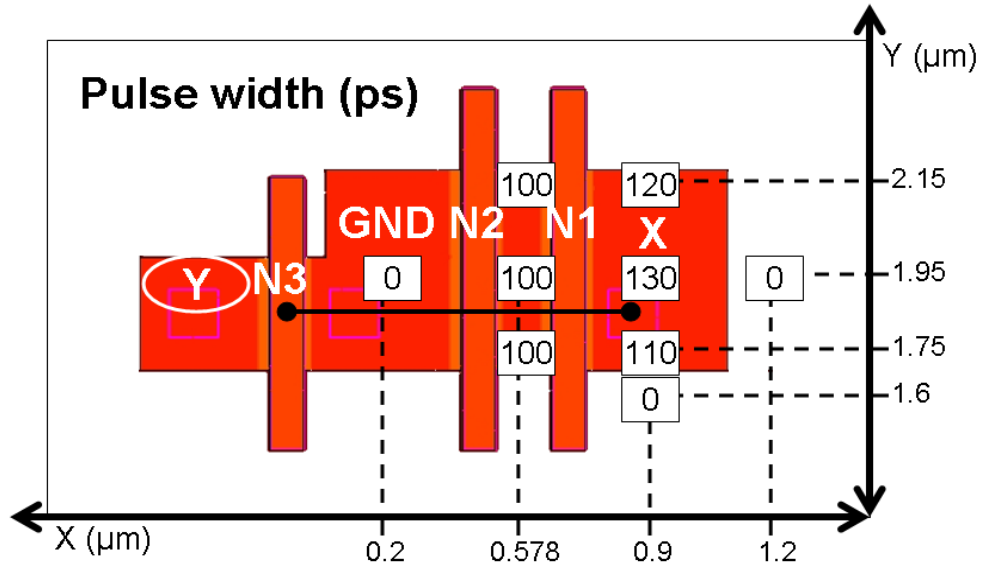 Y (µm)
Pulse width (ps)
100 120 2.15
GND N2 N1 X
Y N3 0 100 130 0 1.95
100 110 1.75
0 1.6
X (µm)
0.2 0.578 0.9 1.2